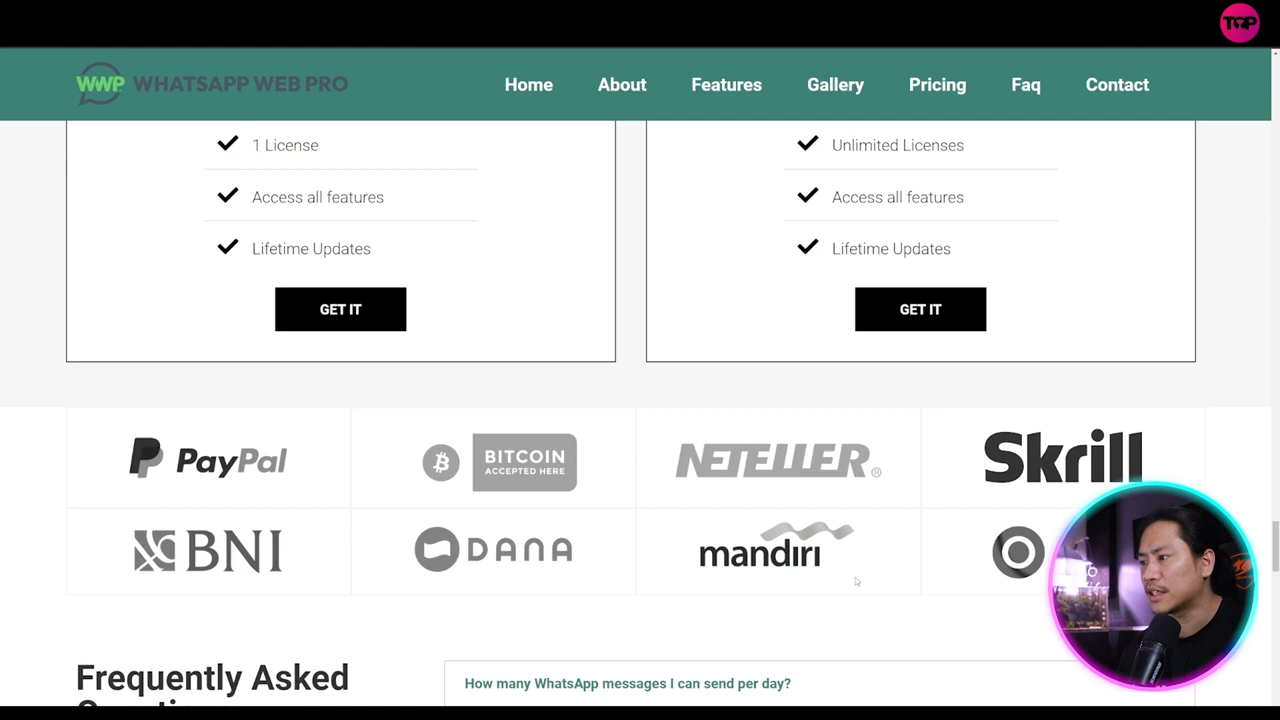 TOP
WWP WHATSAPP WEB PRO Home About Features Gallery Pricing Faq Contact
1 License
Access all features
Lifetime Updates
GET IT
Unlimited Licenses
Access all features
Lifetime Updates
GET IT
PayPal
BITCOIN
ACCEPTED HERE
NETELLER®
Skrill
BNI
DANA
mandiri
Frequently Asked
How many WhatsApp messages I can send per day?